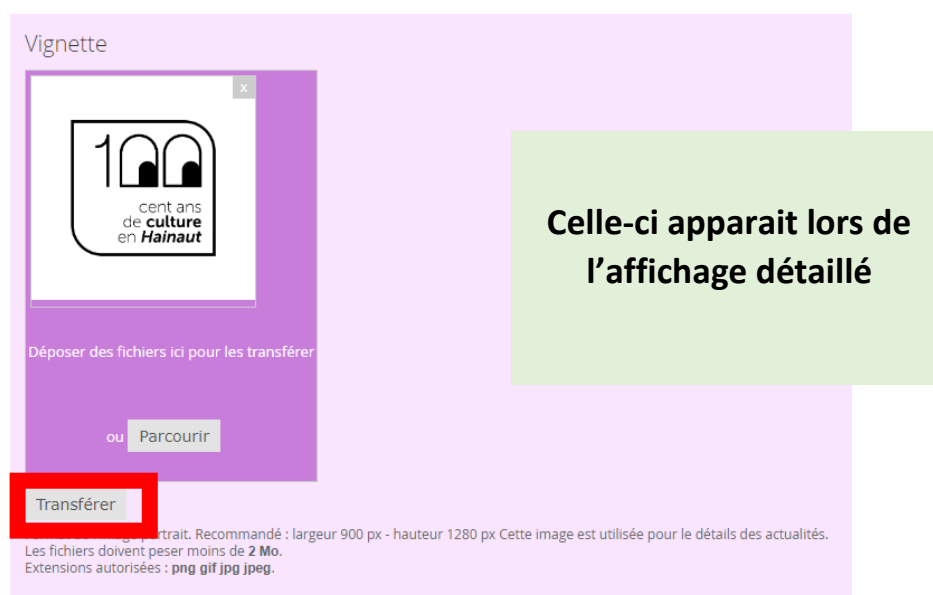 Vignette
x
100
cent ans
de culture
en Hainaut
Celle-ci apparait lors de
l’affichage détaillé
Déposer des fichiers ici pour les transférer
ou Parcourir
Transférer
portrait. Recommandé : largeur 900 px - hauteur 1280 px Cette image est utilisée pour le détails des actualités.
Les fichiers doivent peser moins de 2 Mo.
Extensions autorisées : png gif jpg jpeg.